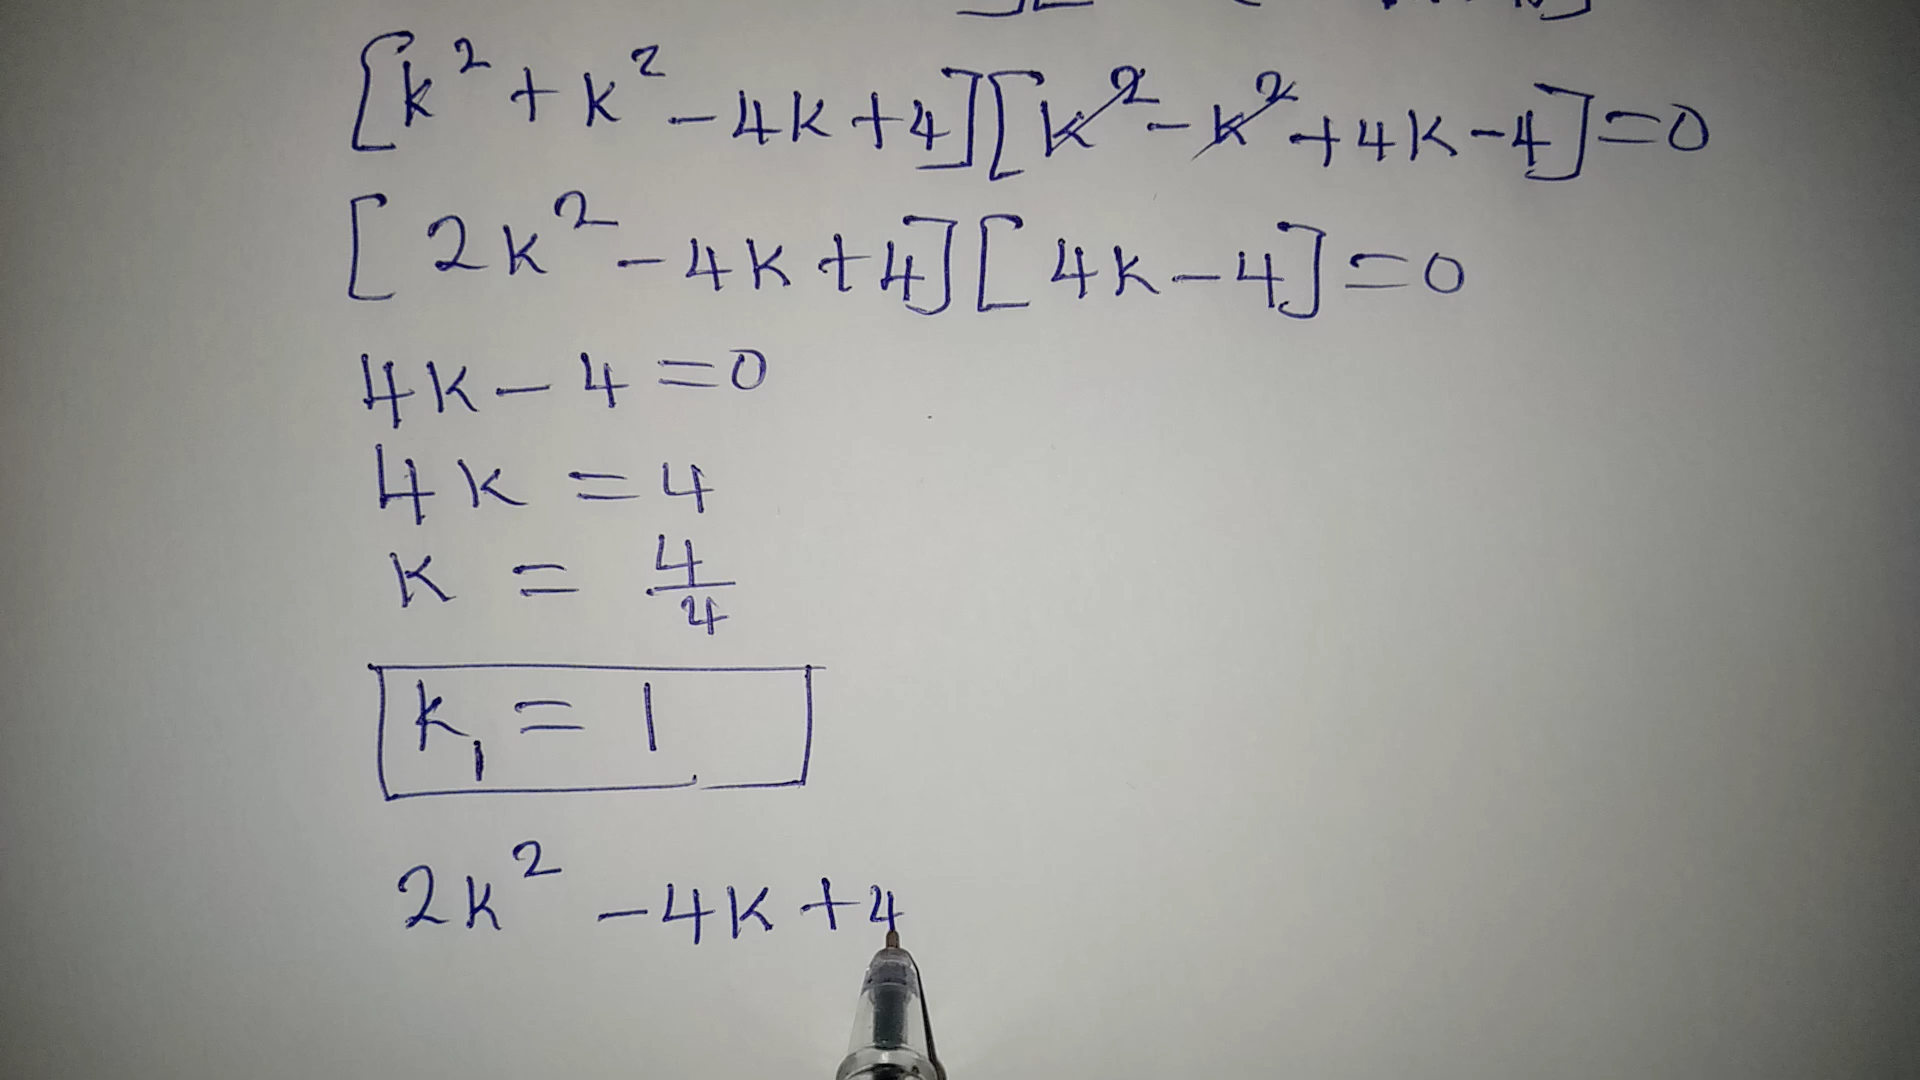 [k² + k² - 4k + 4][k² - k² + 4k - 4] = 0
[2k² - 4k + 4][4k - 4] = 0
4k - 4 = 0
4k = 4
k = 4/4
k₁ = 1
2k² - 4k + 4